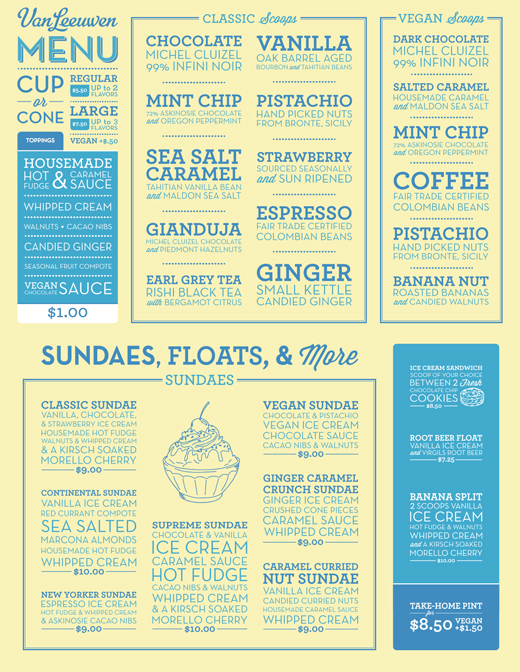 Van Leeuwen
MENU
CUP
or
CONE
REGULAR
$5.50 UP to 2
FLAVORS
LARGE
$7.50 UP to 3
FLAVORS
VEGAN +$.50
TOPPINGS
HOUSEMADE
HOT FUDGE & CARAMEL SAUCE
WHIPPED CREAM
WALNUTS • CACAO NIBS
CANDIED GINGER
SEASONAL FRUIT COMPOTE
VEGAN CHOCOLATE SAUCE
$1.00
CLASSIC Scoops
CHOCOLATE
MICHEL CLUIZEL
99% INFINI NOIR
MINT CHIP
72% ASKINOSIE CHOCOLATE
and OREGON PEPPERMINT
SEA SALT
CARAMEL
TAHITIAN VANILLA BEAN
and MALDON SEA SALT
GIANDUJA
MICHEL CLUIZEL CHOCOLATE
and PIEDMONT HAZELNUTS
EARL GREY TEA
RISHI BLACK TEA
with BERGAMOT CITRUS
VANILLA
OAK BARREL AGED
BOURBON and TAHITIAN BEANS
PISTACHIO
HAND PICKED NUTS
FROM BRONTE, SICILY
STRAWBERRY
SOURCED SEASONALLY
and SUN RIPENED
ESPRESSO
FAIR TRADE CERTIFIED
COLOMBIAN BEANS
GINGER
SMALL KETTLE
CANDIED GINGER
VEGAN Scoops
DARK CHOCOLATE
MICHEL CLUIZEL
99% INFINI NOIR
SALTED CARAMEL
HOUSEMADE CARAMEL
and MALDON SEA SALT
MINT CHIP
72% ASKINOSIE CHOCOLATE
and OREGON PEPPERMINT
COFFEE
FAIR TRADE CERTIFIED
COLOMBIAN BEANS
PISTACHIO
HAND PICKED NUTS
FROM BRONTE, SICILY
BANANA NUT
ROASTED BANANAS
and CANDIED WALNUTS
SUNDAES, FLOATS, & More
SUNDAES
CLASSIC SUNDAE
VANILLA, CHOCOLATE,
& STRAWBERRY ICE CREAM
HOUSEMADE HOT FUDGE
WALNUTS & WHIPPED CREAM
& A KIRSCH SOAKED
MORELLO CHERRY
$9.00
CONTINENTAL SUNDAE
VANILLA ICE CREAM
RED CURRANT COMPOTE
SEA SALTED
MARCONA ALMONDS
HOUSEMADE HOT FUDGE
WHIPPED CREAM
$10.00
NEW YORKER SUNDAE
ESPRESSO ICE CREAM
HOT FUDGE & WHIPPED CREAM
& ASKINOSIE CACAO NIBS
$9.00
SUPREME SUNDAE
CHOCOLATE & VANILLA
ICE CREAM
CARAMEL SAUCE
HOT FUDGE
CACAO NIBS & WALNUTS
WHIPPED CREAM
& A KIRSCH SOAKED
MORELLO CHERRY
$10.00
VEGAN SUNDAE
CHOCOLATE & PISTACHIO
VEGAN ICE CREAM
CHOCOLATE SAUCE
CACAO NIBS & WALNUTS
$9.00
GINGER CARAMEL
CRUNCH SUNDAE
GINGER ICE CREAM
CRUSHED CONE PIECES
CARAMEL SAUCE
WHIPPED CREAM
$9.00
CARAMEL CURRIED
NUT SUNDAE
VANILLA ICE CREAM
CANDIED CURRIED NUTS
HOUSEMADE CARAMEL SAUCE
WHIPPED CREAM
$9.00
ICE CREAM SANDWICH
SCOOP OF YOUR CHOICE
BETWEEN 2 Fresh
CHOCOLATE CHIP
COOKIES
$8.50
ROOT BEER FLOAT
VANILLA ICE CREAM
and VIRGILS ROOT BEER
$7.25
BANANA SPLIT
2 SCOOPS VANILLA
ICE CREAM
HOT FUDGE & WALNUTS
WHIPPED CREAM
and A KIRSCH SOAKED
MORELLO CHERRY
$10.00
TAKE-HOME PINT
for
$8.50 VEGAN +$1.50